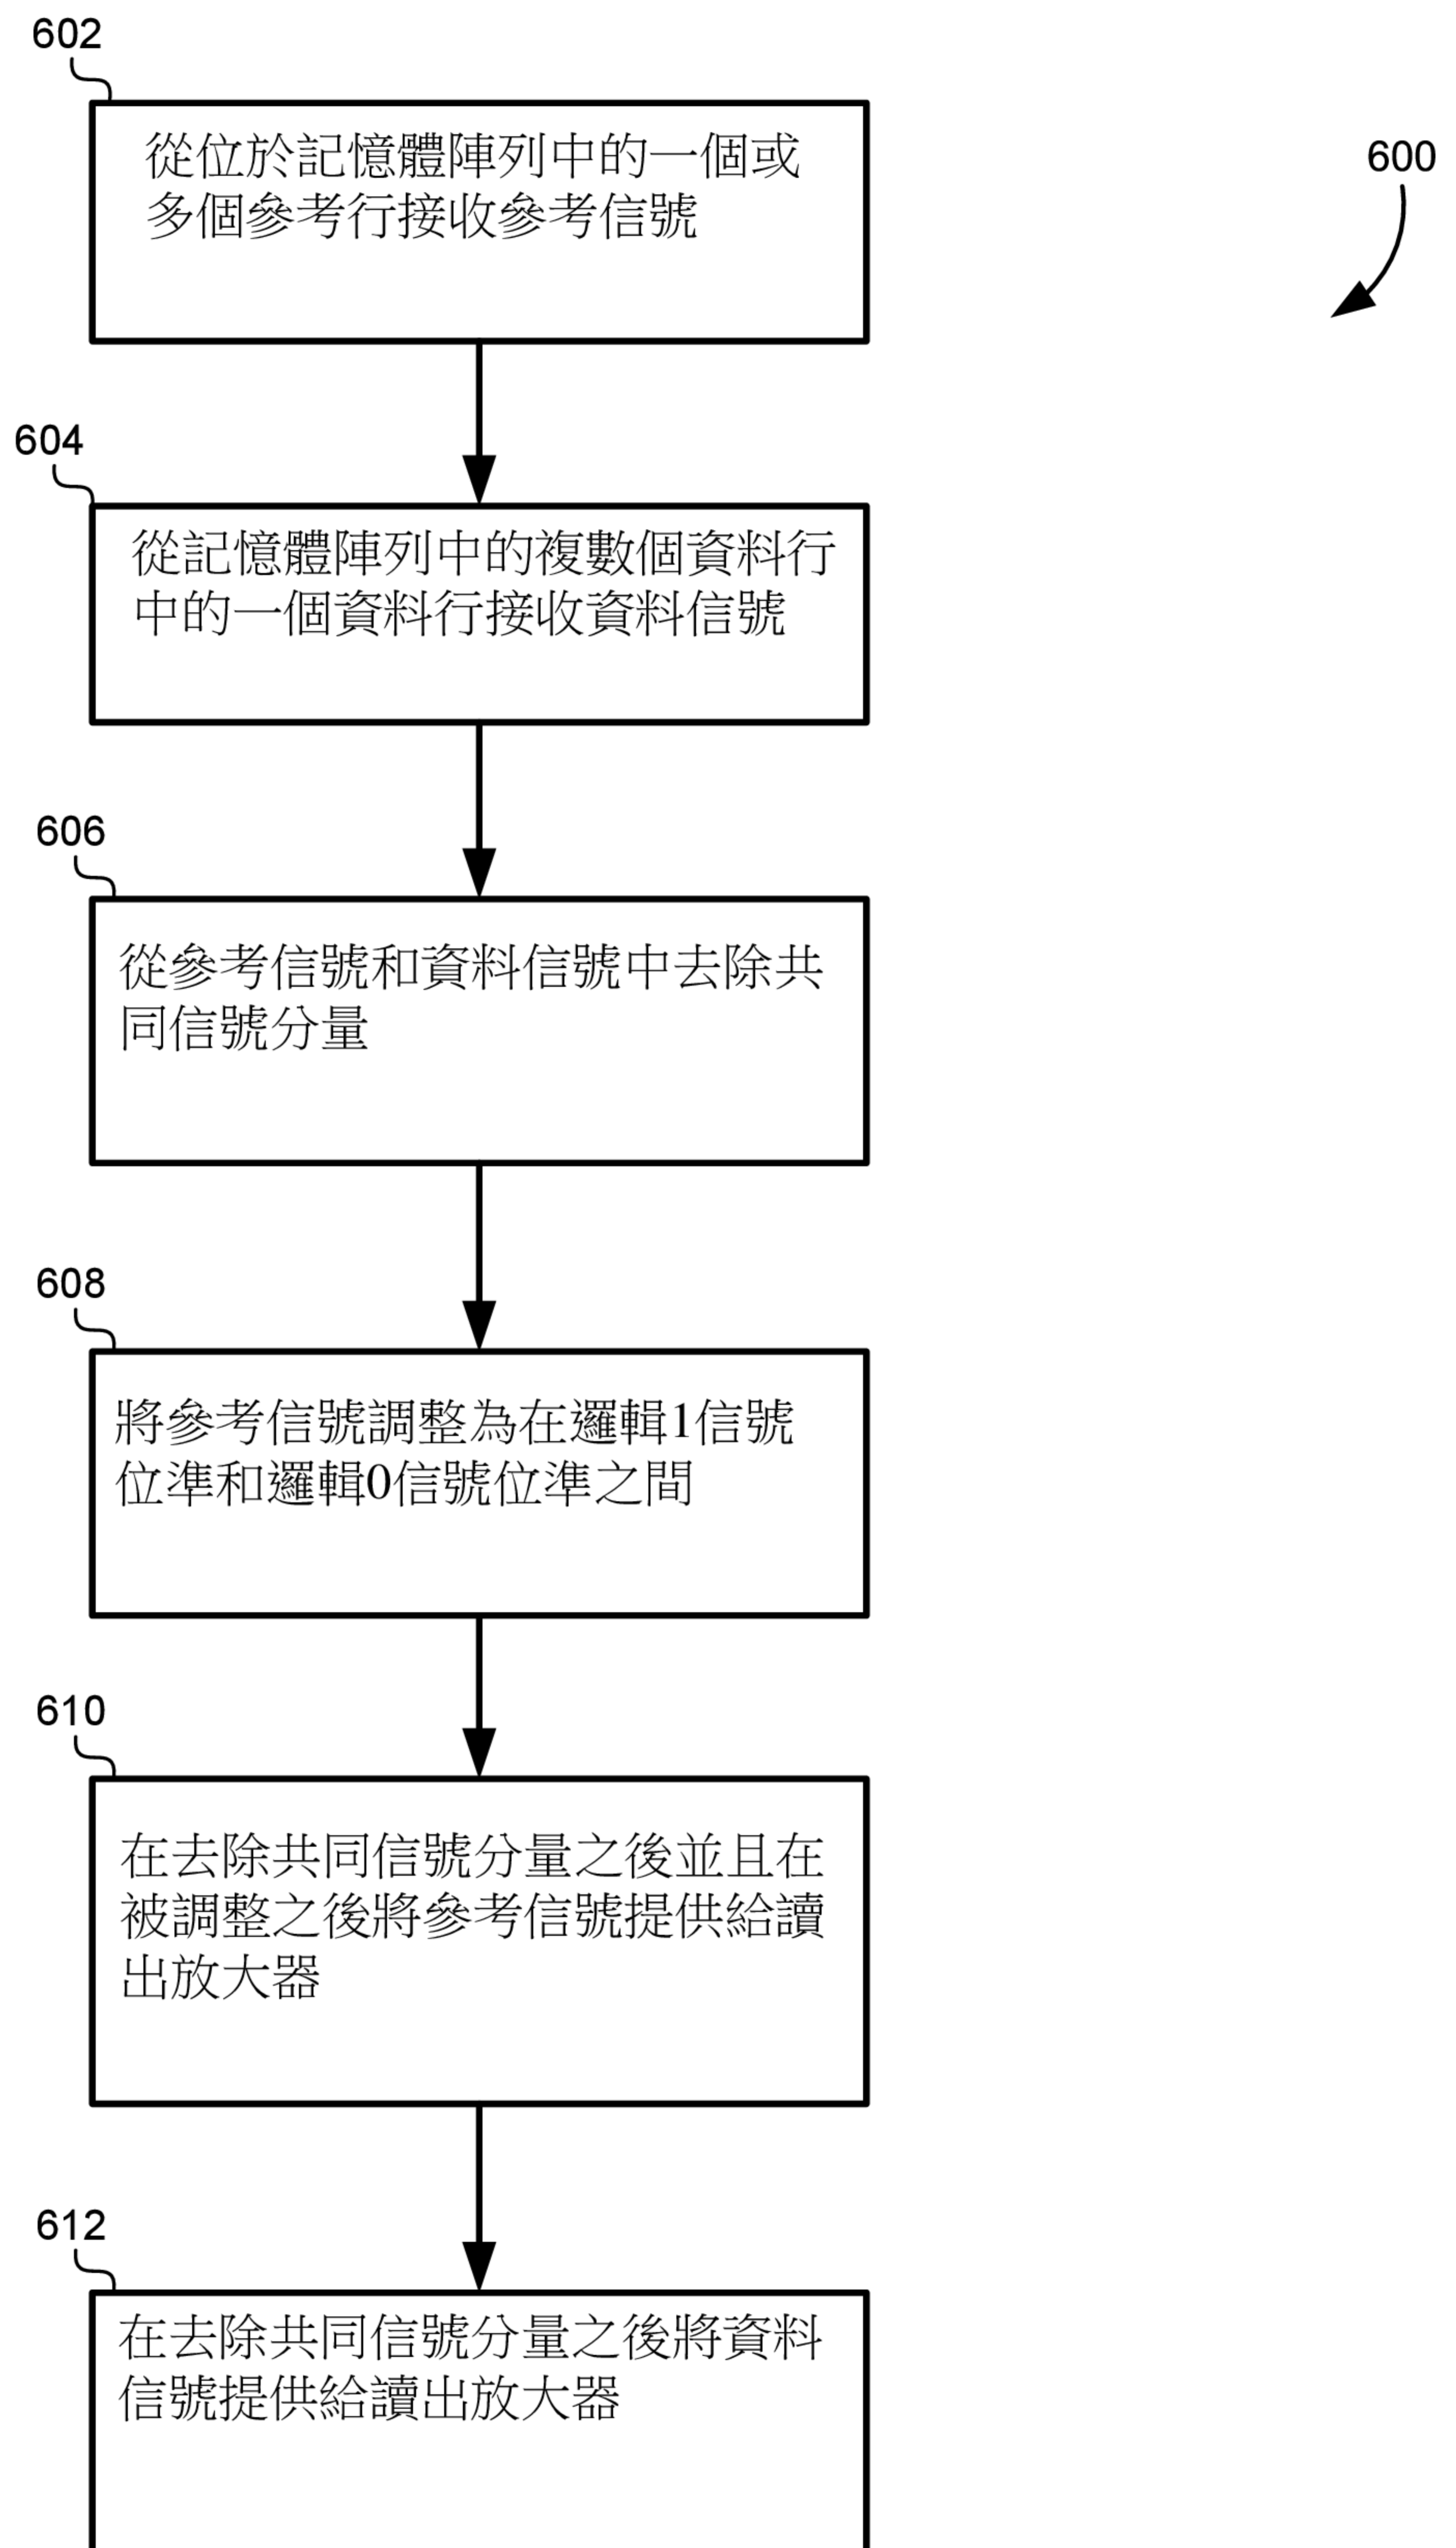 602
從位於記憶體陣列中的一個或
多個參考行接收參考信號
600
604
從記憶體陣列中的複數個資料行
中的一個資料行接收資料信號
606
從參考信號和資料信號中去除共
同信號分量
608
將參考信號調整為在邏輯1信號
位準和邏輯0信號位準之間
610
在去除共同信號分量之後並且在
被調整之後將參考信號提供給讀
出放大器
612
在去除共同信號分量之後將資料
信號提供給讀出放大器